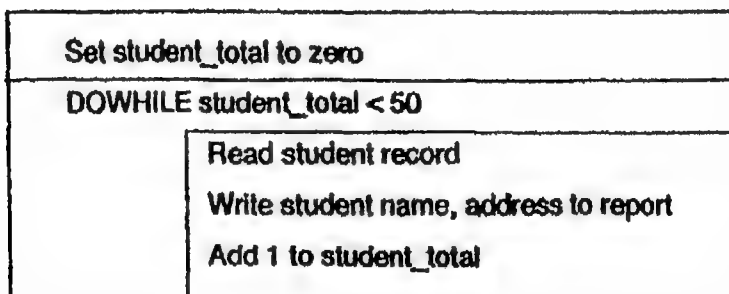 Set student_total to zero
DOWHILE student_total < 50
Read student record
Write student name, address to report
Add 1 to student_total